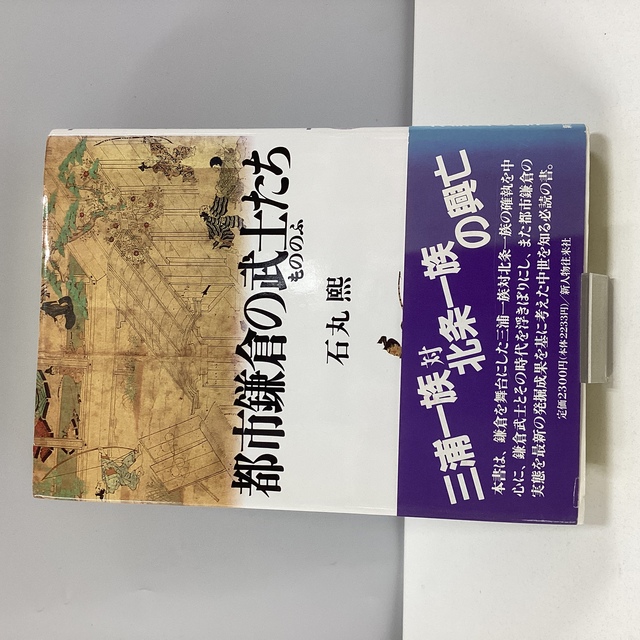 都市鎌倉の武士たち
もののふ
石丸 熙
三浦一族対
北条一族
の興亡
本書は、鎌倉を舞台にした三浦一族対北条一族の確執を中
心に、鎌倉武士とその時代を浮きぼりにし、また都市鎌倉の
実態を最新の発掘成果を基に考えた中世を知る必読の書。
定価2300円(本体2233円)/新人物往来社